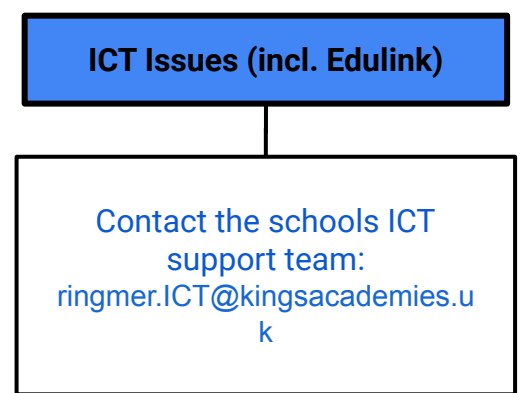 ICT Issues (incl. Edulink)
Contact the schools ICT
support team:
ringmer.ICT@kingsacademies.u
k